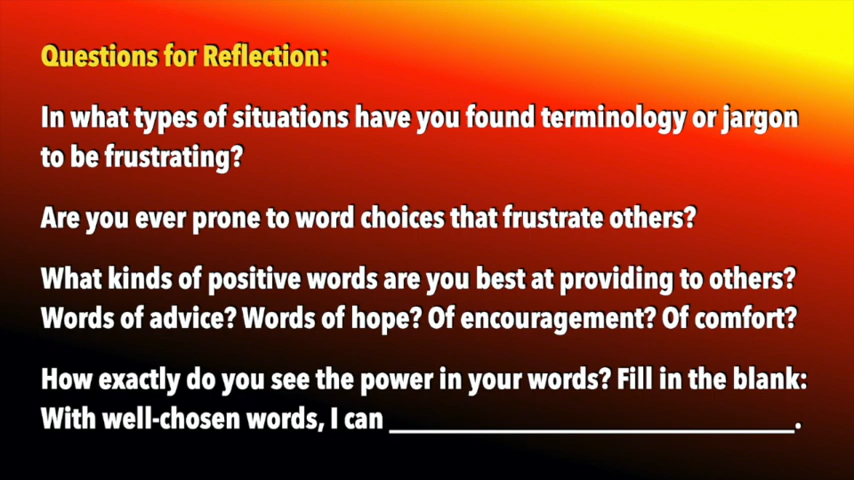 Questions for Reflection:
In what types of situations have you found terminology or jargon
to be frustrating?
Are you ever prone to word choices that frustrate others?
What kinds of positive words are you best at providing to others?
Words of advice? Words of hope? Of encouragement? Of comfort?
How exactly do you see the power in your words? Fill in the blank:
With well-chosen words, I can ______________________________.